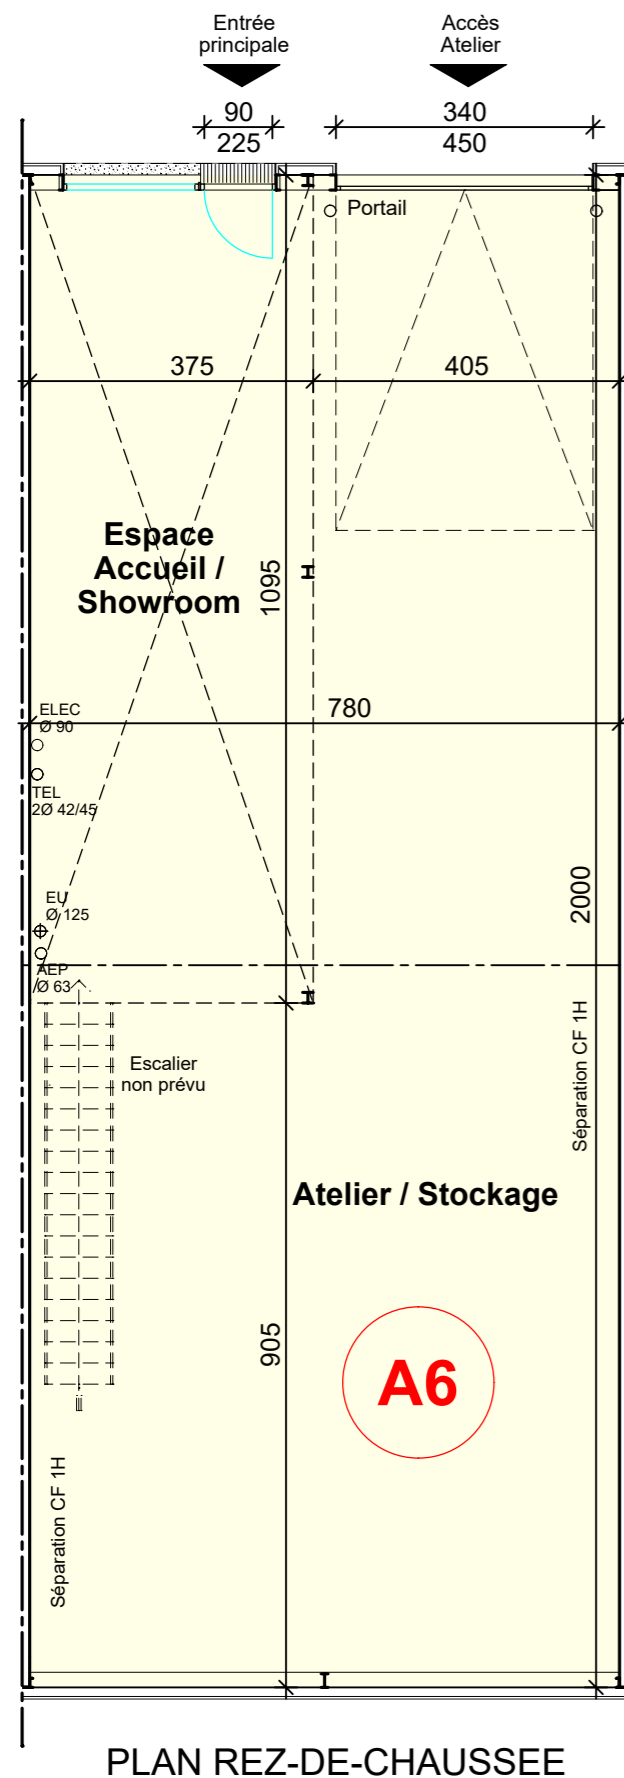 Entrée
principale
Accès
Atelier
90
225
340
450
Portail
375
405
Espace
Accueil /
Showroom
1095
ELEC
Ø 90
780
TEL
2Ø 42/45
EU
Ø 125
2000
AEP
Ø 63
Escalier
non prévu
Séparation CF 1H
Atelier / Stockage
905
A6
Séparation CF 1H
PLAN REZ-DE-CHAUSSEE